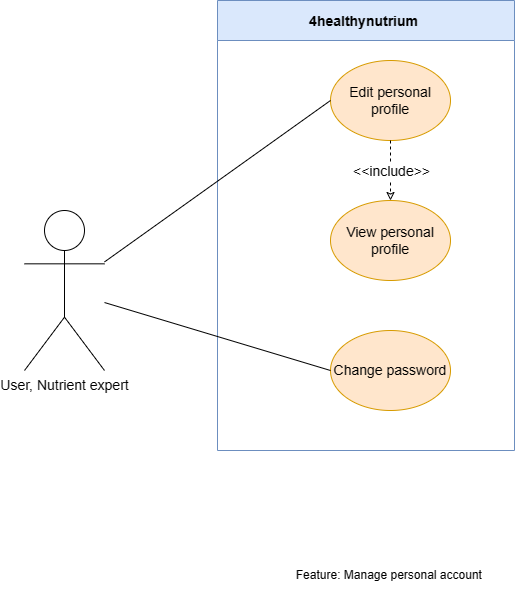 4healthynutrium
Edit personal
profile
<<include>>
View personal
profile
Change password
User, Nutrient expert
Feature: Manage personal account